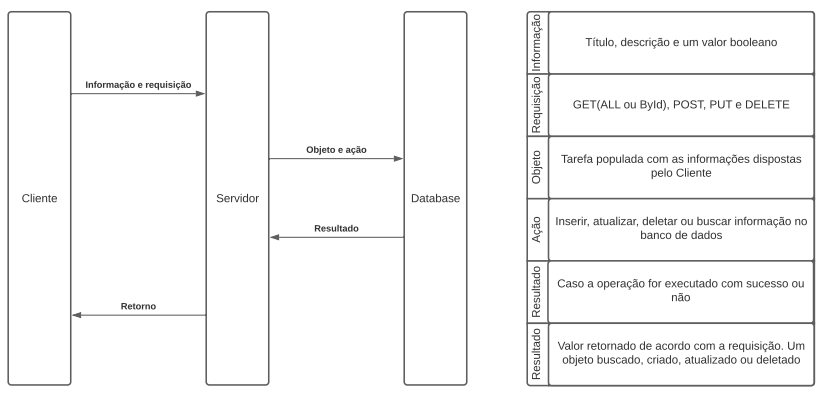 Cliente
Informação e requisição
Retorno
Servidor
Objeto e ação
Resultado
Database
Informação
Título, descrição e um valor booleano
Requisição
GET(ALL ou ById), POST, PUT e DELETE
Objeto
Tarefa populada com as informações dispostas
pelo Cliente
Ação
Inserir, atualizar, deletar ou buscar informação no
banco de dados
Resultado
Caso a operação for executado com sucesso ou
não
Resultado
Valor retornado de acordo com a requisição. Um
objeto buscado, criado, atualizado ou deletado